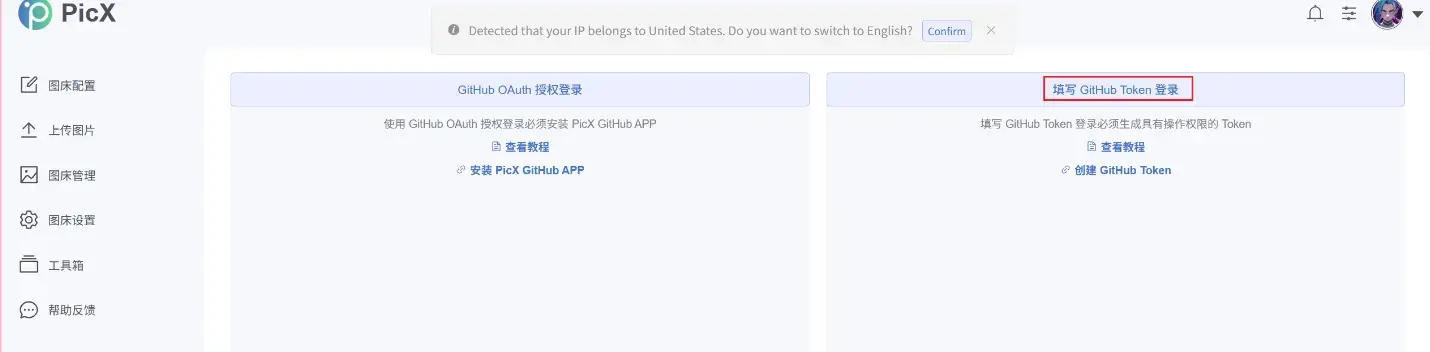 PicX
Detected that your IP belongs to United States. Do you want to switch to English? Confirm
图床配置
上传图片
图床管理
图床设置
工具箱
帮助反馈
GitHub OAuth 授权登录
使用 GitHub OAuth 授权登录必须安装 PicX GitHub APP
查看教程
安装 PicX GitHub APP
填写 GitHub Token 登录
填写 GitHub Token 登录必须生成具有操作权限的 Token
查看教程
创建 GitHub Token